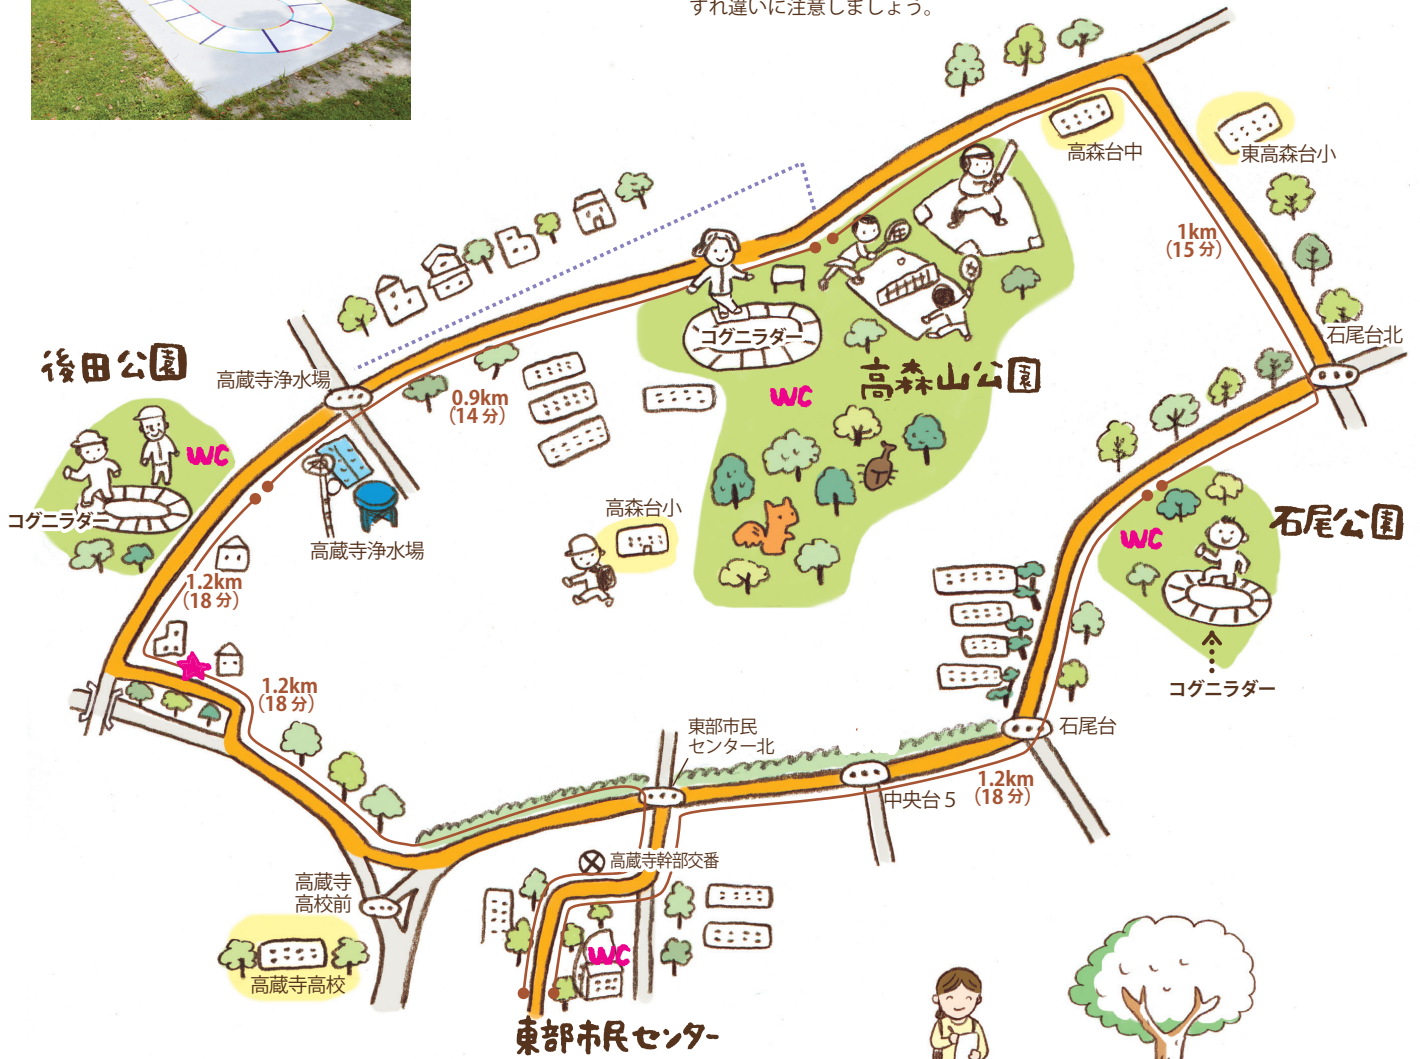 すれ違いに注意しましょう。
高森台中
東高森台小
1km
（15分）
石尾台北
コグニラダー
後田公園
高蔵寺浄水場
0.9km
（14分）
WC
高森山公園
WC
コグニラダー
高森台小
高蔵寺浄水場
石尾公園
WC
1.2km
（18分）
コグニラダー
1.2km
（18分）
東部市民
センター北
石尾台
1.2km
（18分）
中央台5
高蔵寺幹部交番
高蔵寺
高校前
WC
高蔵寺高校
東部市民センター